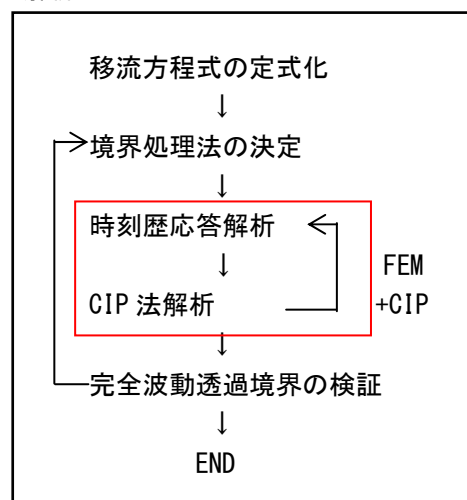 移流方程式の定式化
↓
境界処理法の決定
↓
時刻歴応答解析
↓
FEM
CIP 法解析
+CIP
↓
完全波動透過境界の検証
↓
END